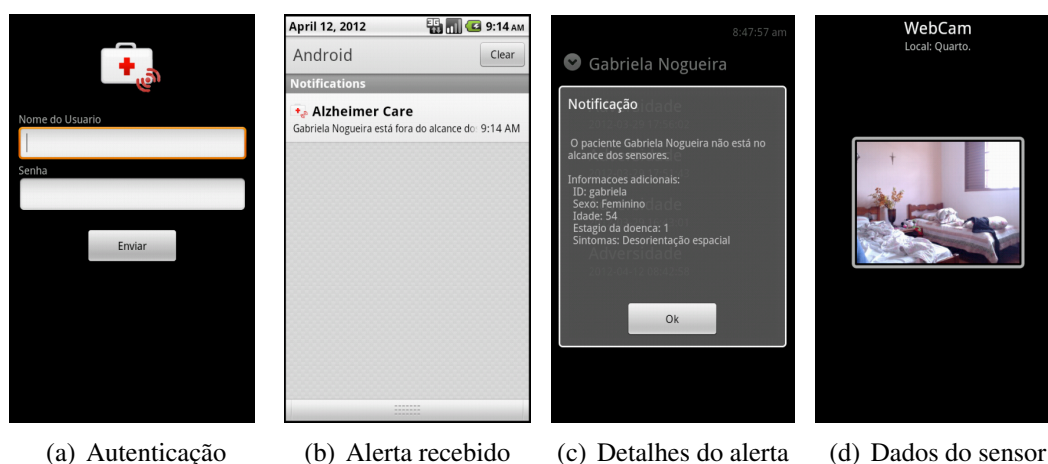 Nome do Usuario
Senha
Enviar
(a) Autenticação
April 12, 2012 3G 9:14 AM
Android Clear
Notifications
Alzheimer Care
Gabriela Nogueira está fora do alcance do 9:14 AM
(b) Alerta recebido
8:47:57 am
Gabriela Nogueira
Notificação
O paciente Gabriela Nogueira não está no
alcance dos sensores.
Informacoes adicionais:
ID: gabriela
Sexo: Feminino
Idade: 54
Estagio da doenca: 1
Sintomas: Desorientação espacial
Adversidade
Ok
(c) Detalhes do alerta
WebCam
Local: Quarto.
(d) Dados do sensor